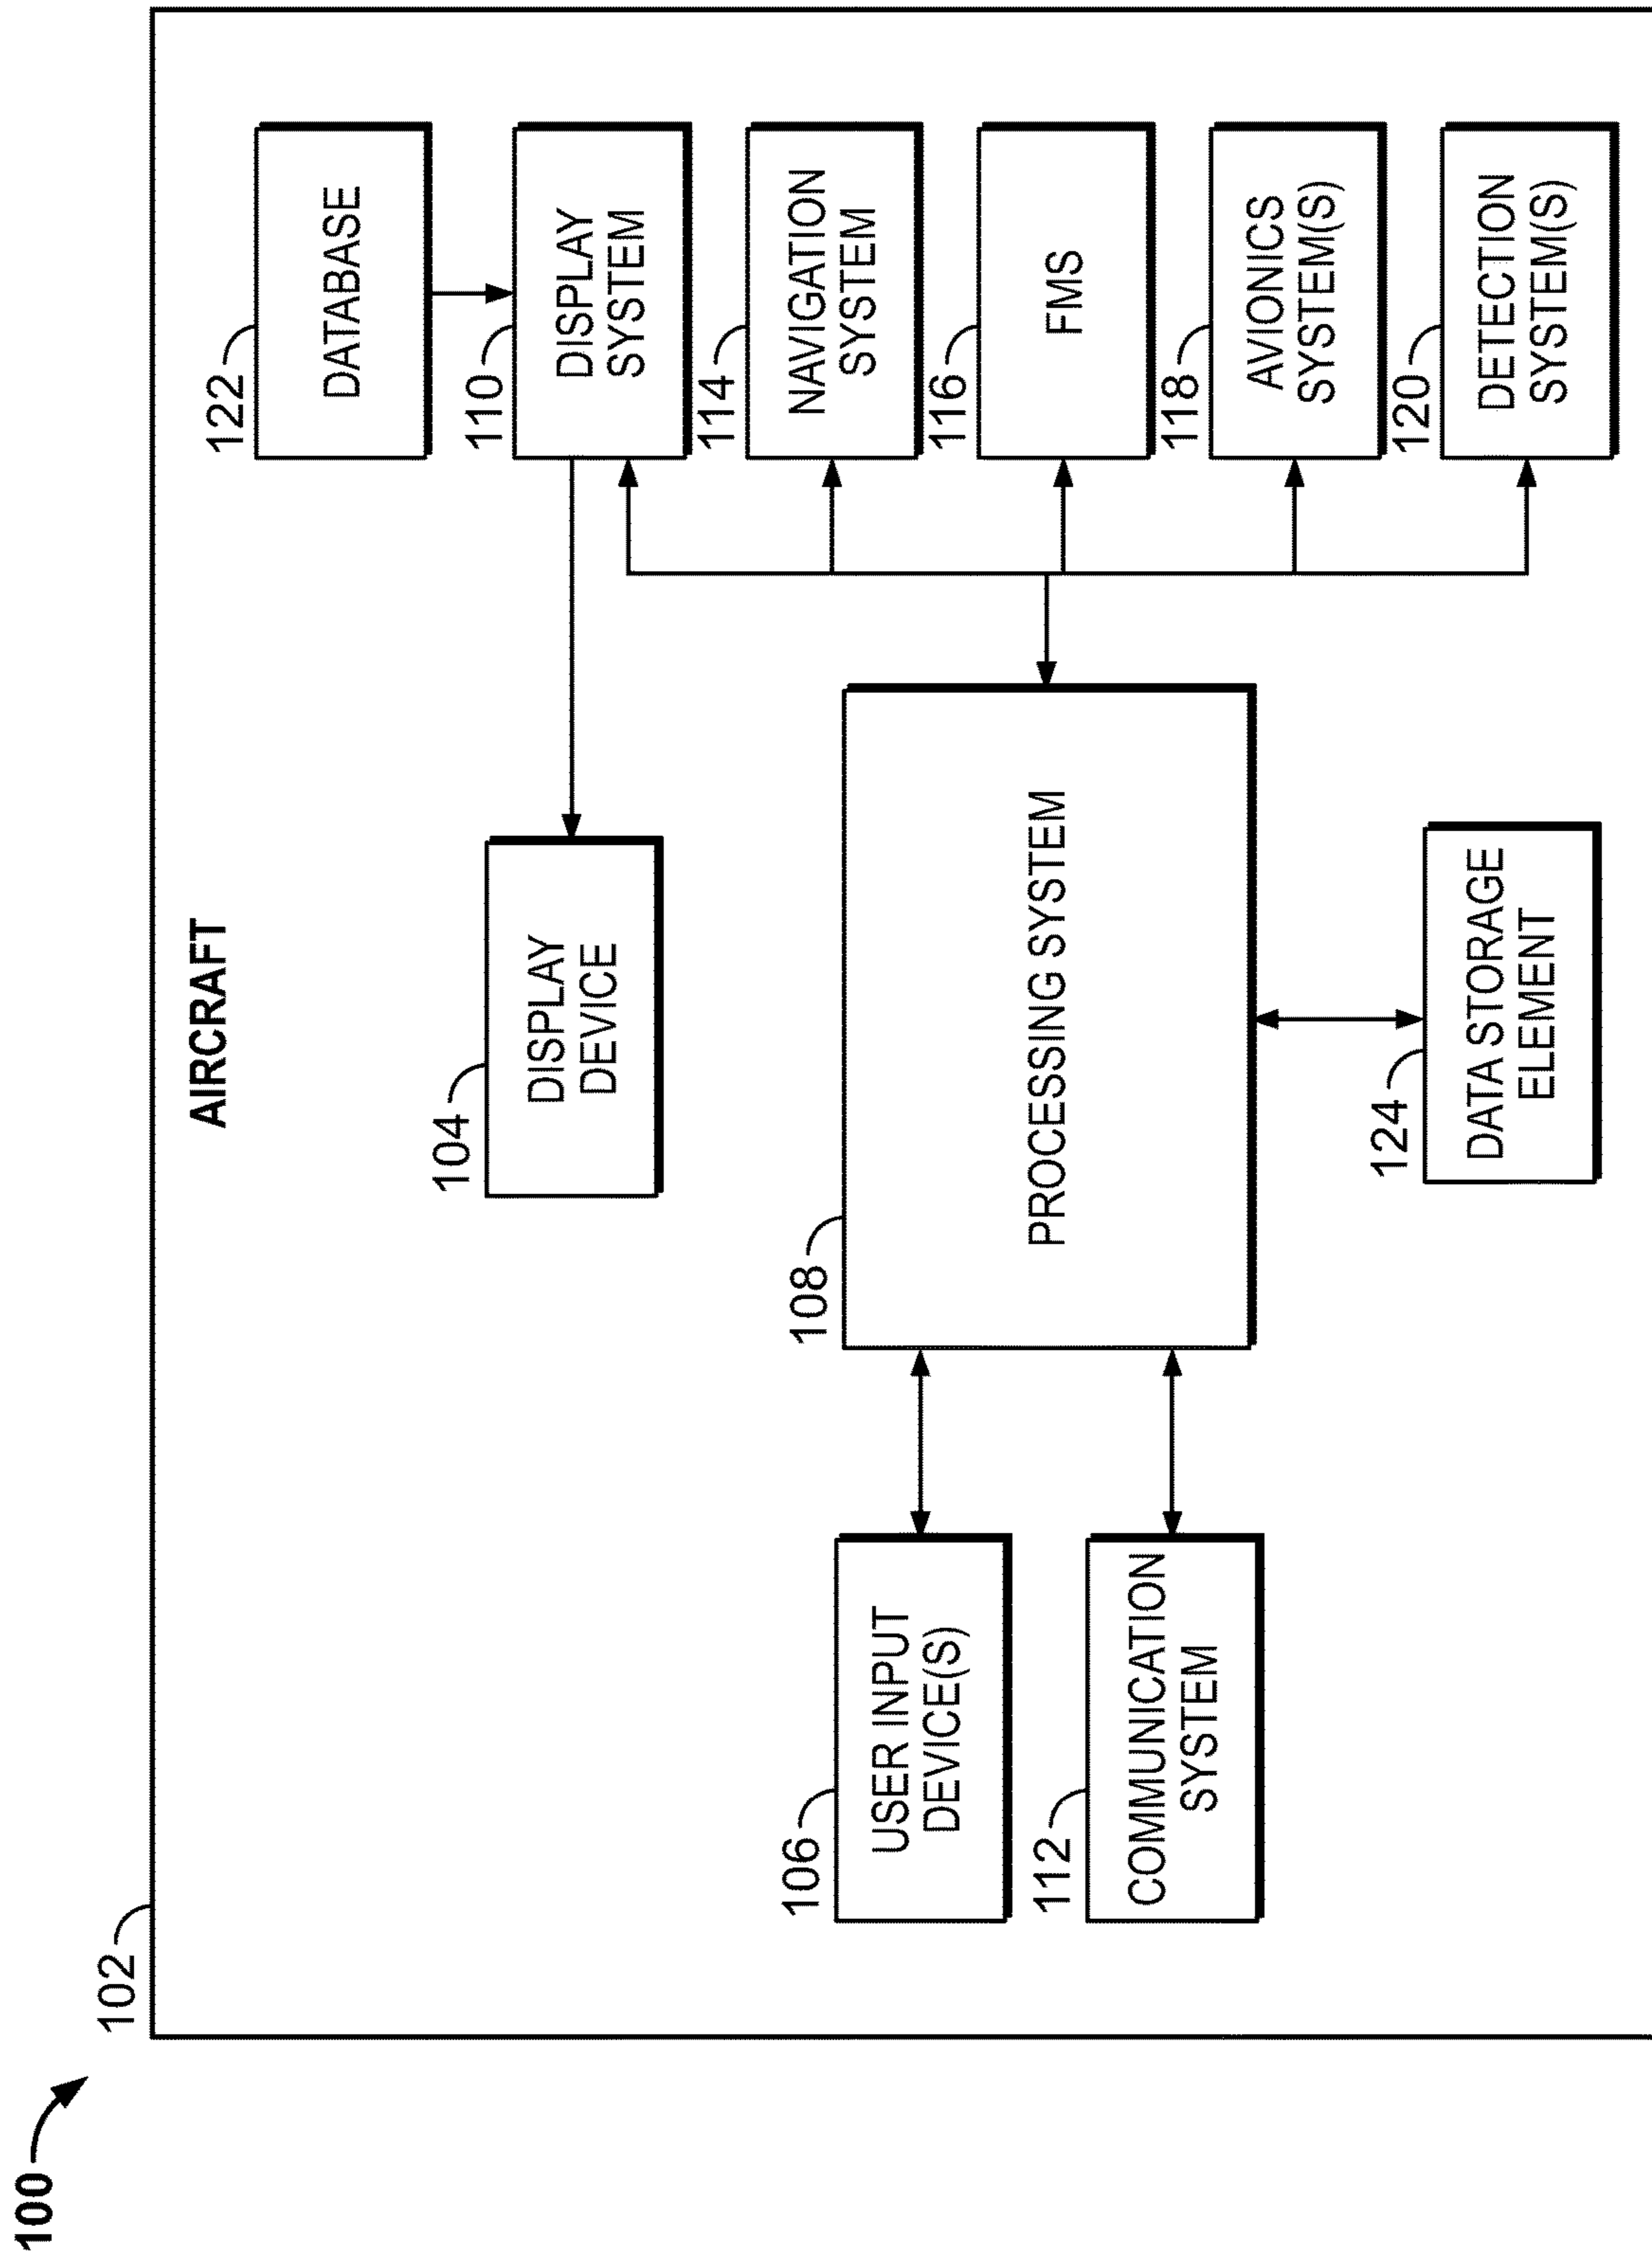 100
102
AIRCRAFT
104
DISPLAY
DEVICE
122
DATABASE
110
DISPLAY
SYSTEM
106
USER INPUT
DEVICE(S)
108
PROCESSING SYSTEM
114
NAVIGATION
SYSTEM
116
FMS
112
COMMUNICATION
SYSTEM
118
AVIONICS
SYSTEM(S)
124
DATA STORAGE
ELEMENT
120
DETECTION
SYSTEM(S)